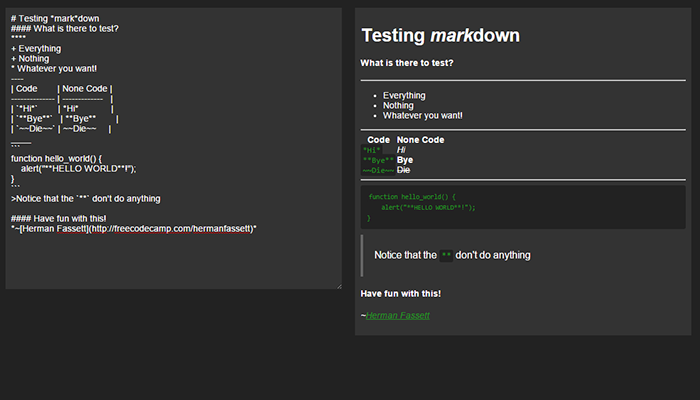 # Testing *mark*down
#### What is there to test?
****
+ Everything
+ Nothing
* Whatever you want!
----
| Code | None Code |
--------------- | ------------- |
| `*Hi*` | *Hi* |
| `**Bye**` | **Bye** |
| `~~Die~~` | ~~Die~~ |
____
```
function hello_world() {
alert("**HELLO WORLD**!");
}
```
>Notice that the `**` don't do anything
#### Have fun with this!
*~[Herman Fassett](http://freecodecamp.com/hermanfassett)*
Testing markdown
What is there to test?
• Everything
• Nothing
• Whatever you want!
Code None Code
*Hi* Hi
**Bye** Bye
~~Die~~ Die
function hello_world() {
alert("**HELLO WORLD**!");
}
Notice that the ** don't do anything
Have fun with this!
~Herman Fassett